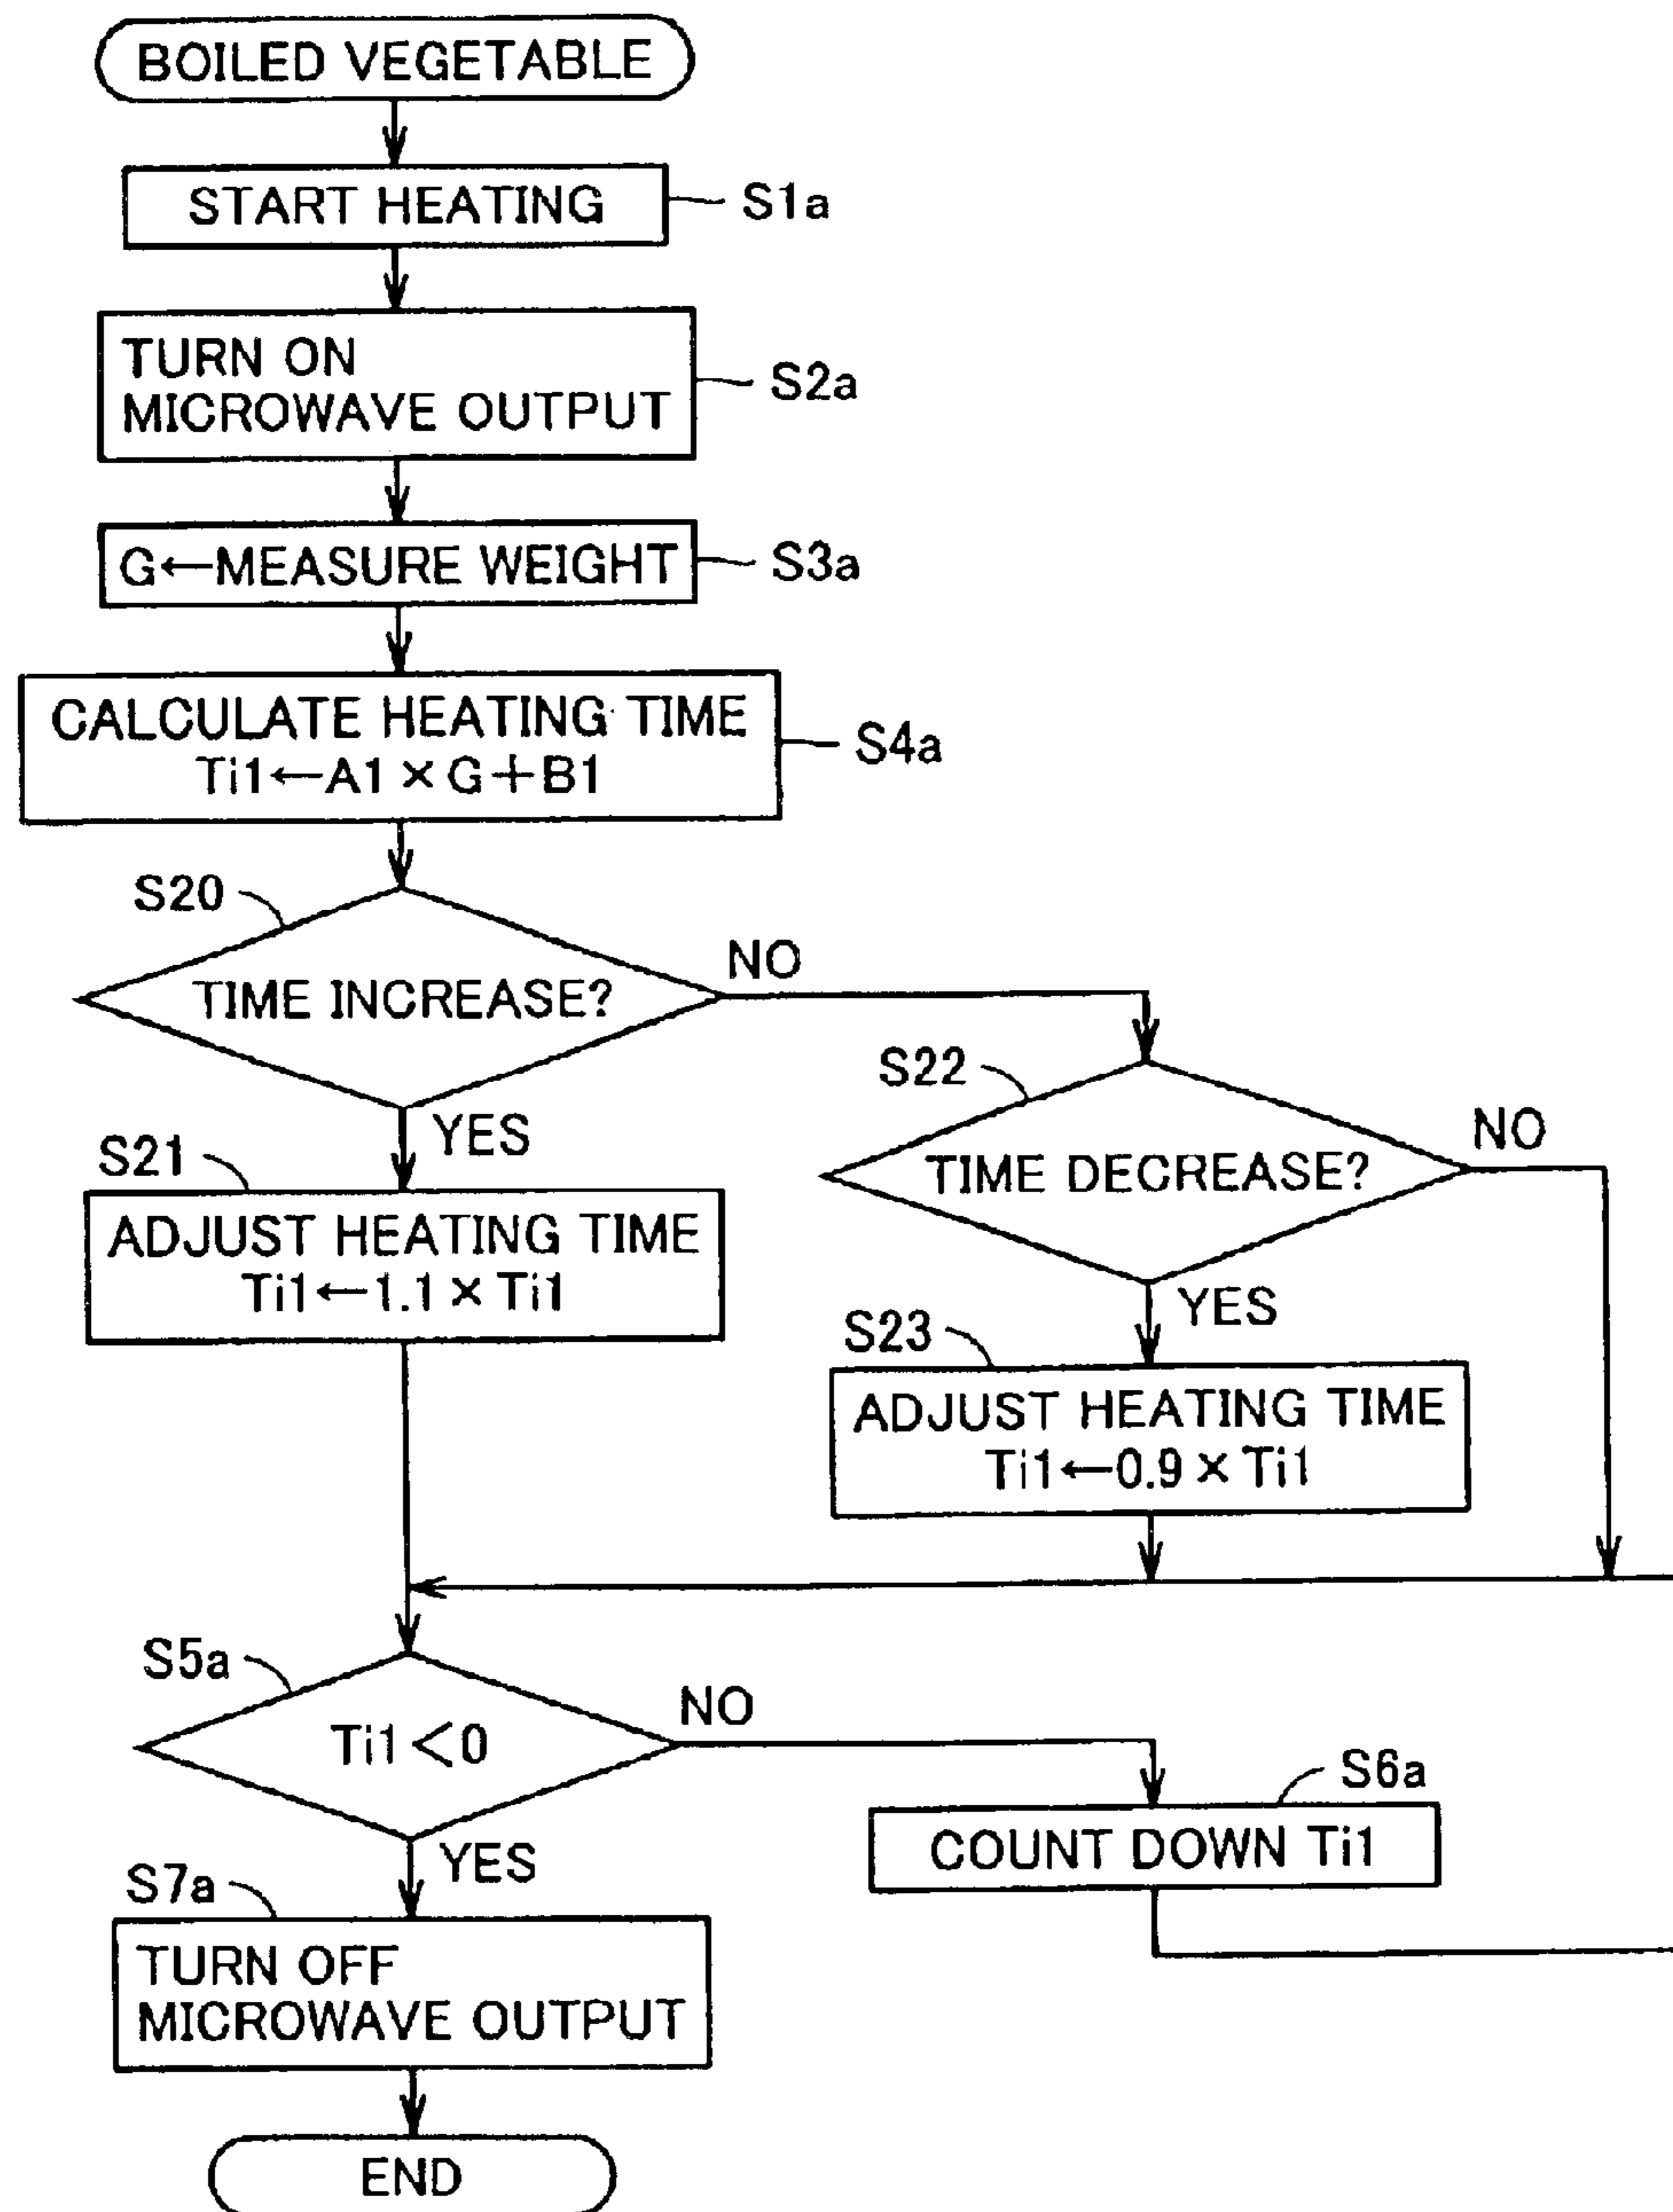 BOILED VEGETABLE
START HEATING
S1a
TURN ON
MICROWAVE OUTPUT
S2a
G←MEASURE WEIGHT
S3a
CALCULATE HEATING TIME
Ti1←A1×G+B1
S4a
S20
TIME INCREASE?
NO
YES
S22
TIME DECREASE?
NO
YES
S21
ADJUST HEATING TIME
Ti1←1.1×Ti1
S23
ADJUST HEATING TIME
Ti1←0.9×Ti1
S5a
Ti1<0
NO
YES
S6a
COUNT DOWN Ti1
S7a
TURN OFF
MICROWAVE OUTPUT
END